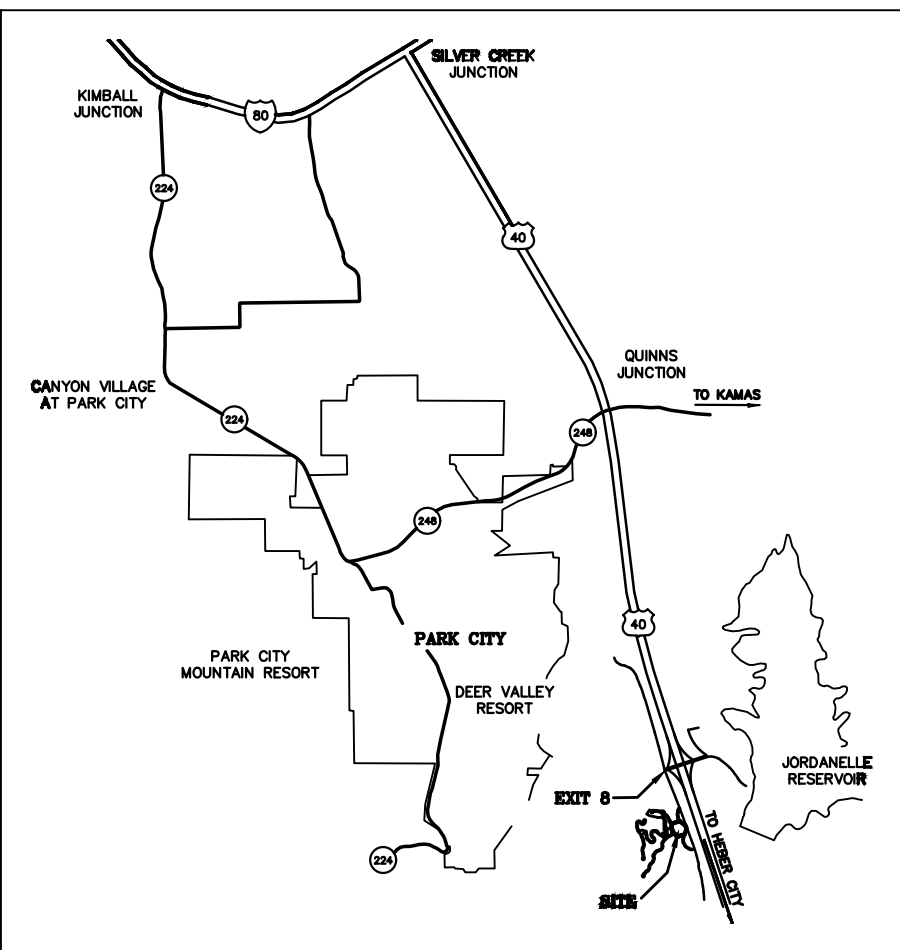 SILVER CREEK
JUNCTION
KIMBALL
JUNCTION
80
224
40
QUINNS
JUNCTION
TO KAMAS
CANYON VILLAGE
AT PARK CITY
224
248
248
40
PARK CITY
PARK CITY
MOUNTAIN RESORT
DEER VALLEY
RESORT
JORDANELLE
RESERVOIR
EXIT 8
TO HEBER CITY
224
SITE